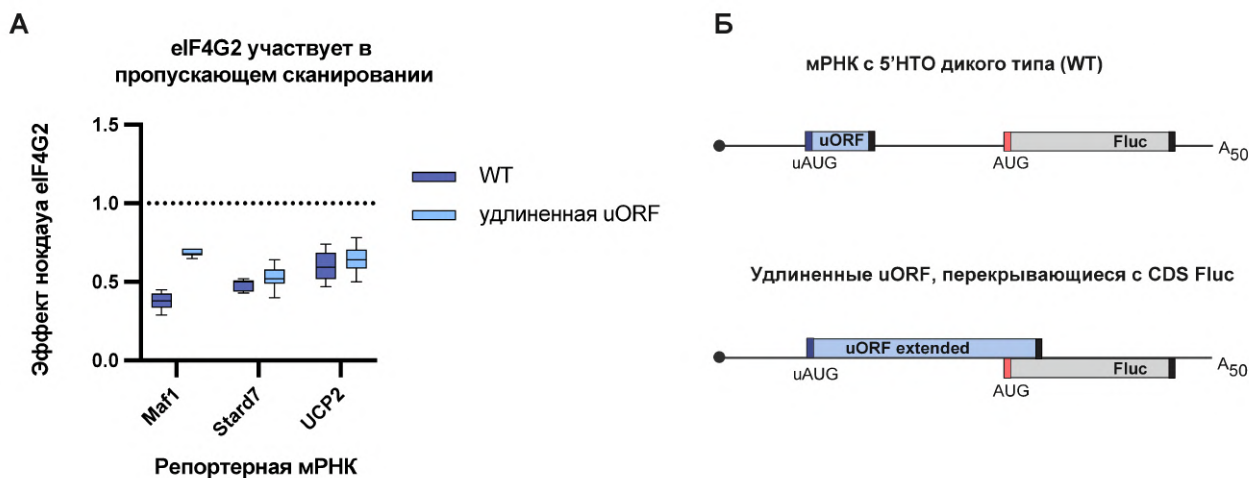 А
eIF4G2 участвует в
пропускающем сканировании
Эффект нокдауа eIF4G2
1.5
1.0
0.5
0.0
Maf1
Stard7
UCP2
Репортерная мРНК
WT
удлиненная uORF
Б
мРНК с 5'НТО дикого типа (WT)
uORF
Fluc
uAUG
AUG
A50
Удлиненные uORF, перекрывающиеся с CDS Fluc
uORF extended
Fluc
uAUG
AUG
A50